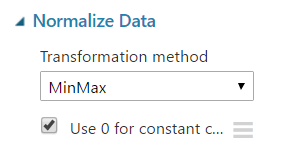 Normalize Data
Transformation method
MinMax
Use 0 for constant c...